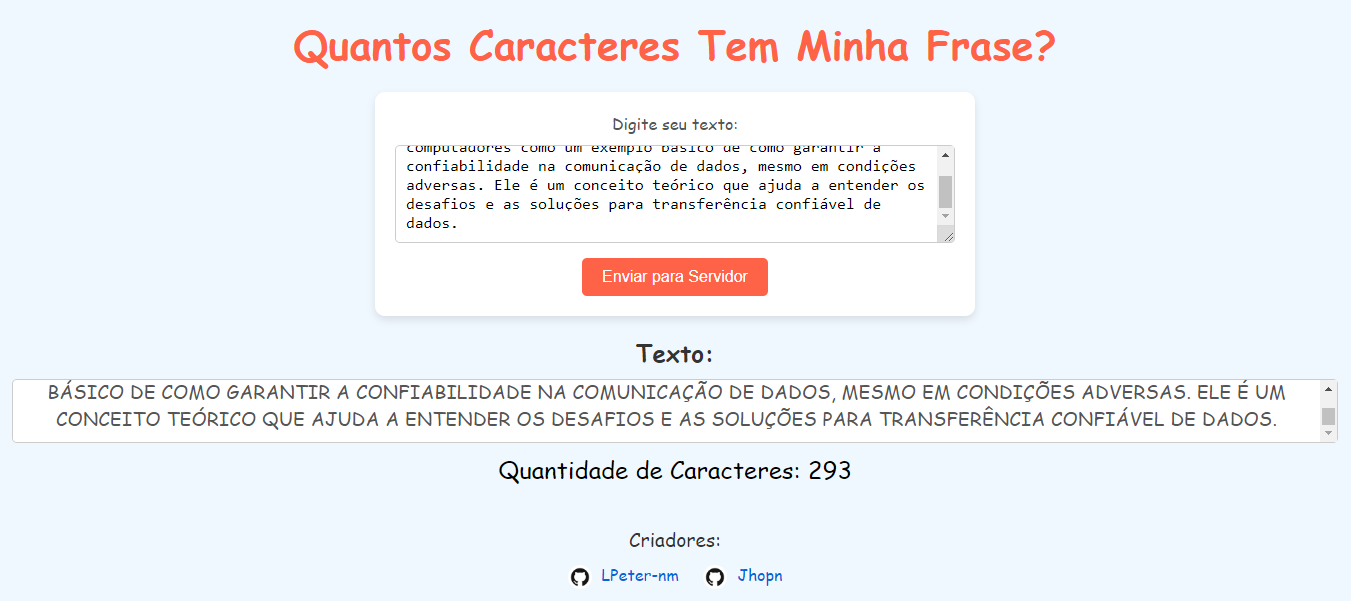 Quantos Caracteres Tem Minha Frase?
Digite seu texto:
computadores como um exemplo básico de como garantir a
confiabilidade na comunicação de dados, mesmo em condições
adversas. Ele é um conceito teórico que ajuda a entender os
desafios e as soluções para transferência confiável de
dados.
Enviar para Servidor
Texto:
BÁSICO DE COMO GARANTIR A CONFIABILIDADE NA COMUNICAÇÃO DE DADOS, MESMO EM CONDIÇÕES ADVERSAS. ELE É UM
CONCEITO TEÓRICO QUE AJUDA A ENTENDER OS DESAFIOS E AS SOLUÇÕES PARA TRANSFERÊNCIA CONFIÁVEL DE DADOS.
Quantidade de Caracteres: 293
Criadores:
LPeter-nm Jhopn